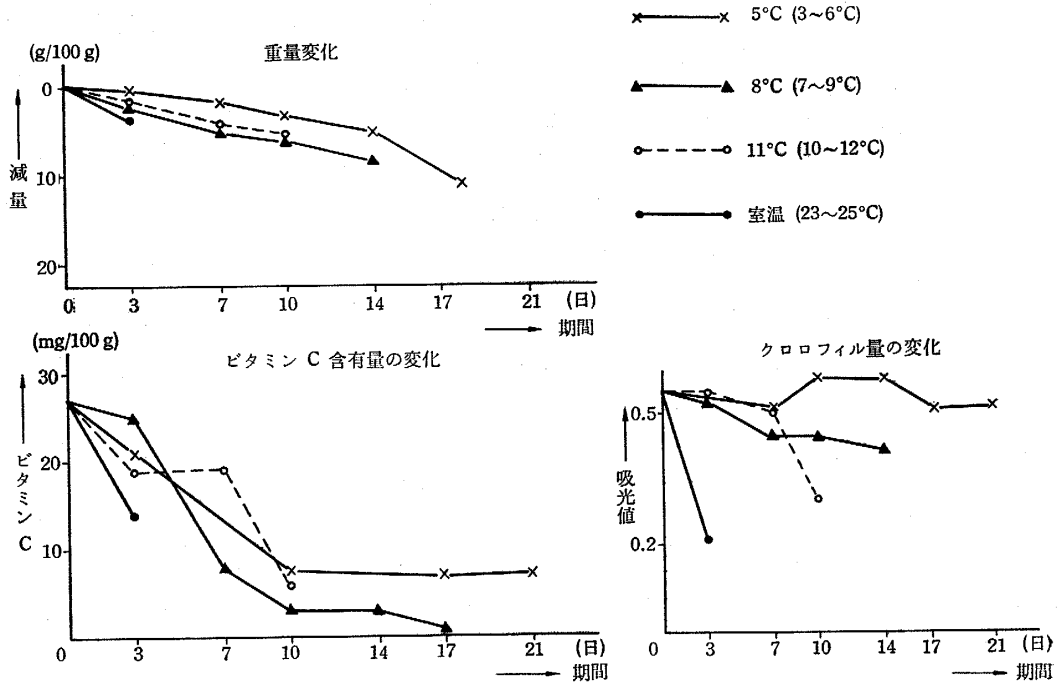 重量変化
(g/100 g)
0
10
20
減量
0 3 7 10 14 21 (日)
期間
5°C (3～6°C)
8°C (7～9°C)
11°C (10～12°C)
室温 (23～25°C)
ビタミン C 含有量の変化
(mg/100 g)
30
20
10
ビタミン C
0 3 7 10 14 17 21 (日)
期間
クロロフィル量の変化
0.5
0.2
吸光値
0 3 7 10 14 17 21 (日)
期間